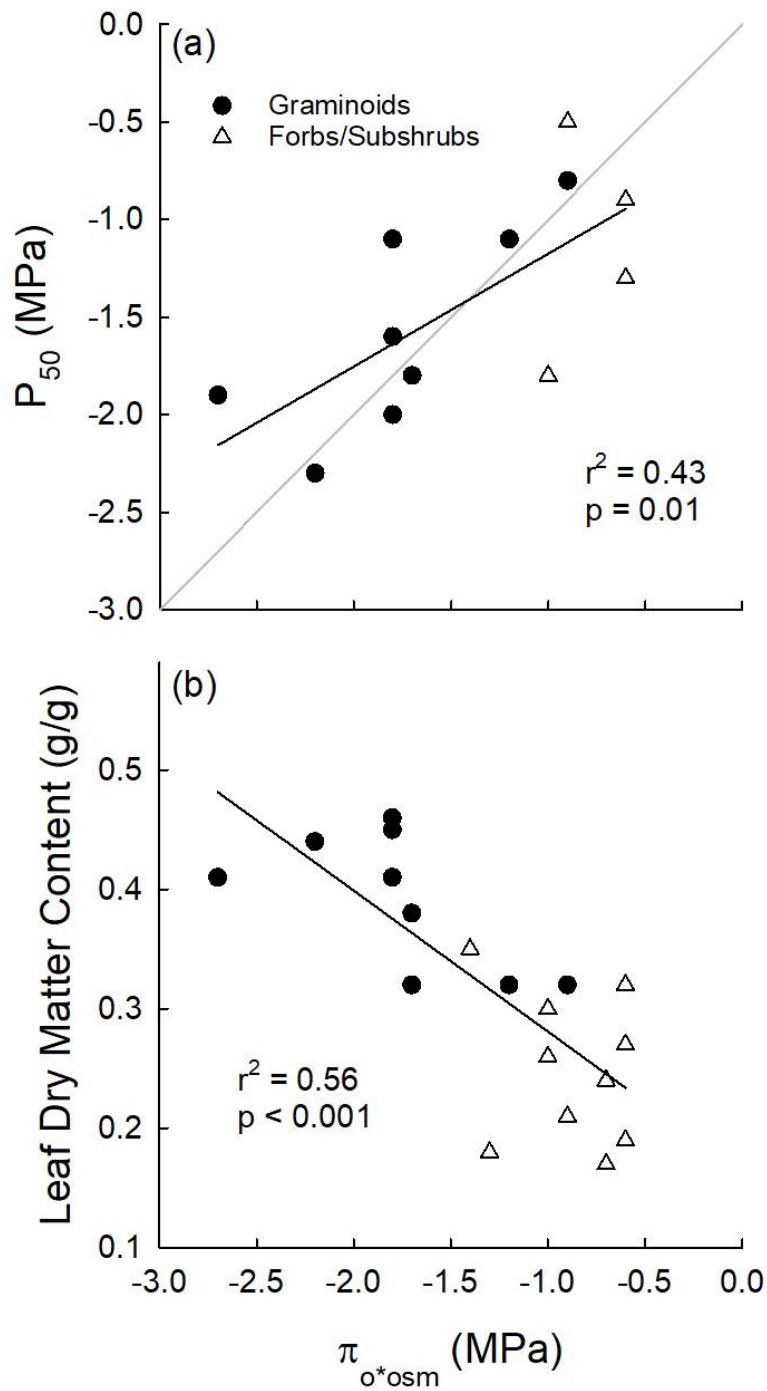 (a)
Graminoids
Forbs/Subshrubs
P50 (MPa)
0.0
-0.5
-1.0
-1.5
-2.0
-2.5
-3.0
r2 = 0.43
p = 0.01
(b)
Leaf Dry Matter Content (g/g)
0.5
0.4
0.3
0.2
0.1
r2 = 0.56
p < 0.001
-3.0 -2.5 -2.0 -1.5 -1.0 -0.5 0.0
πo*osm (MPa)